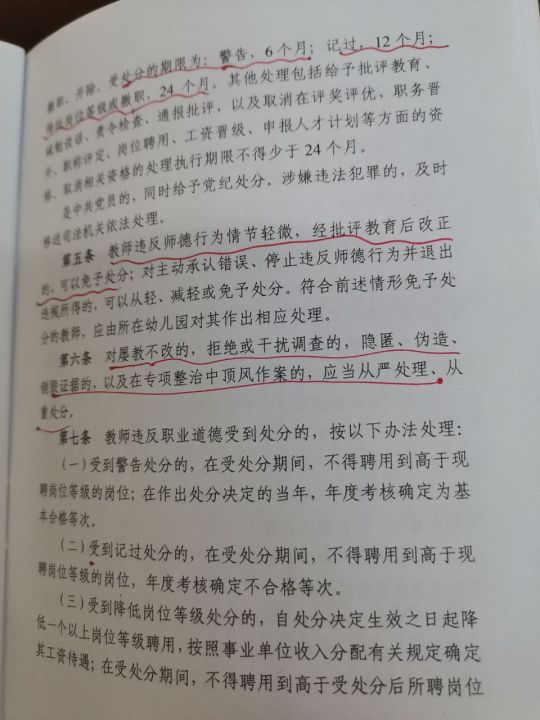 撤职、开除。受处分的期限为：警告，6个月；记过，12个月；
降低岗位等级或撤职，24个月。其他处理包括给予批评教育、
诫勉谈话、责令检查、通报批评，以及取消在评奖评优、职务晋
升、职称评定、岗位聘用、工资晋级、申报人才计划等方面的资
格。取消相关资格的处理执行期限不得少于24个月。
是中共党员的，同时给予党纪处分。涉嫌违法犯罪的，及时
移送司法机关依法处理。
第五条 教师违反师德行为情节轻微，经批评教育后改正
的，可以免予处分；对主动承认错误、停止违反师德行为并退出
违规所得的，可以从轻、减轻或免予处分。符合前述情形免予处
分的教师，应由所在幼儿园对其作出相应处理。
第六条 对屡教不改的，拒绝或干扰调查的，隐匿、伪造、
销毁证据的，以及在专项整治中顶风作案的，应当从严处理、从
重处分。
第七条 教师违反职业道德受到处分的，按以下办法处理：
（一）受到警告处分的，在受处分期间，不得聘用到高于现
聘岗位等级的岗位；在作出处分决定的当年，年度考核确定为基
本合格等次。
（二）受到记过处分的，在受处分期间，不得聘用到高于现
聘岗位等级的岗位，年度考核确定不合格等次。
（三）受到降低岗位等级处分的，自处分决定生效之日起降
低一个以上岗位等级聘用，按照事业单位收入分配有关规定确定
其工资待遇；在受处分期间，不得聘用到高于受处分后所聘岗位